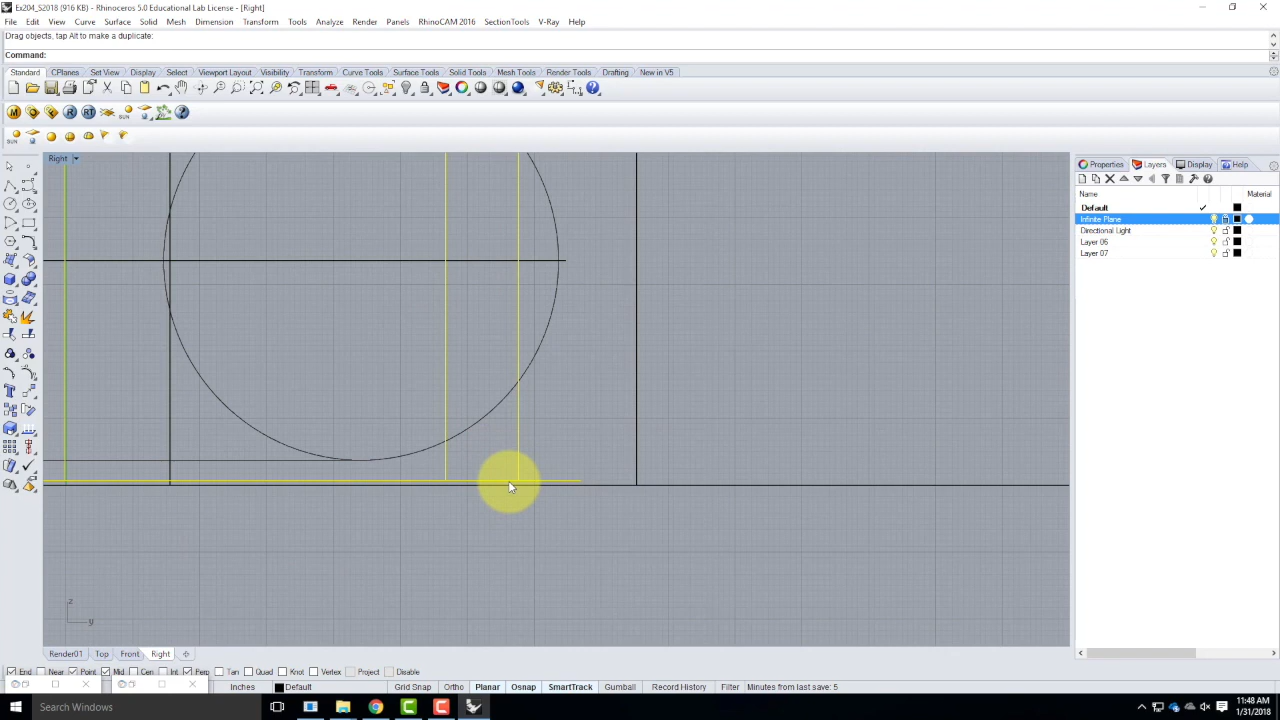 Ex204_S2018 (916 KB) - Rhinoceros 5.0 Educational Lab License - [Right]
File Edit View Curve Surface Solid Mesh Dimension Transform Tools Analyze Render Panels RhinoCAM 2016 SectionTools V-Ray Help
Drag objects, tap Alt to make a duplicate:
Command:
Standard CPlanes Set View Display Select Viewport Layout Visibility Transform Curve Tools Surface Tools Solid Tools Mesh Tools Render Tools Drafting New in V5
M R RT SUN
SUN
Right
Properties Layers Display Help
Name Material
Default
Infinite Plane
Directional Light
Layer 06
Layer 07
z
y
Render01 Top Front Right
End Near Point Mid Cen Int Perp Tan Quad Knot Vertex Project Disable
Inches Default Grid Snap Ortho Planar Osnap SmartTrack Gumball Record History Filter Minutes from last save: 5
Search Windows
11:48 AM
1/31/2018